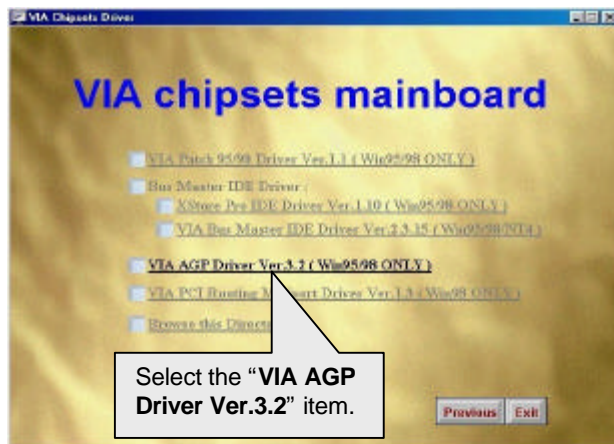 VIA Chipsets Driver
VIA chipsets mainboard
VIA Patch 95/98 Driver Ver.1.1 ( Win95/98 ONLY )
Bus Master IDE Driver :
XStore Pro IDE Driver Ver.1.10 ( Win95/98 ONLY )
VIA Bus Master IDE Driver Ver.2.3.15 ( Win95/98/NT4 )
VIA AGP Driver Ver.3.2 ( Win95/98 ONLY )
VIA PCI Routing Driver Ver.1.3 ( Win98 ONLY )
Browse this
Select the “VIA AGP
Driver Ver.3.2” item.
Previous Exit